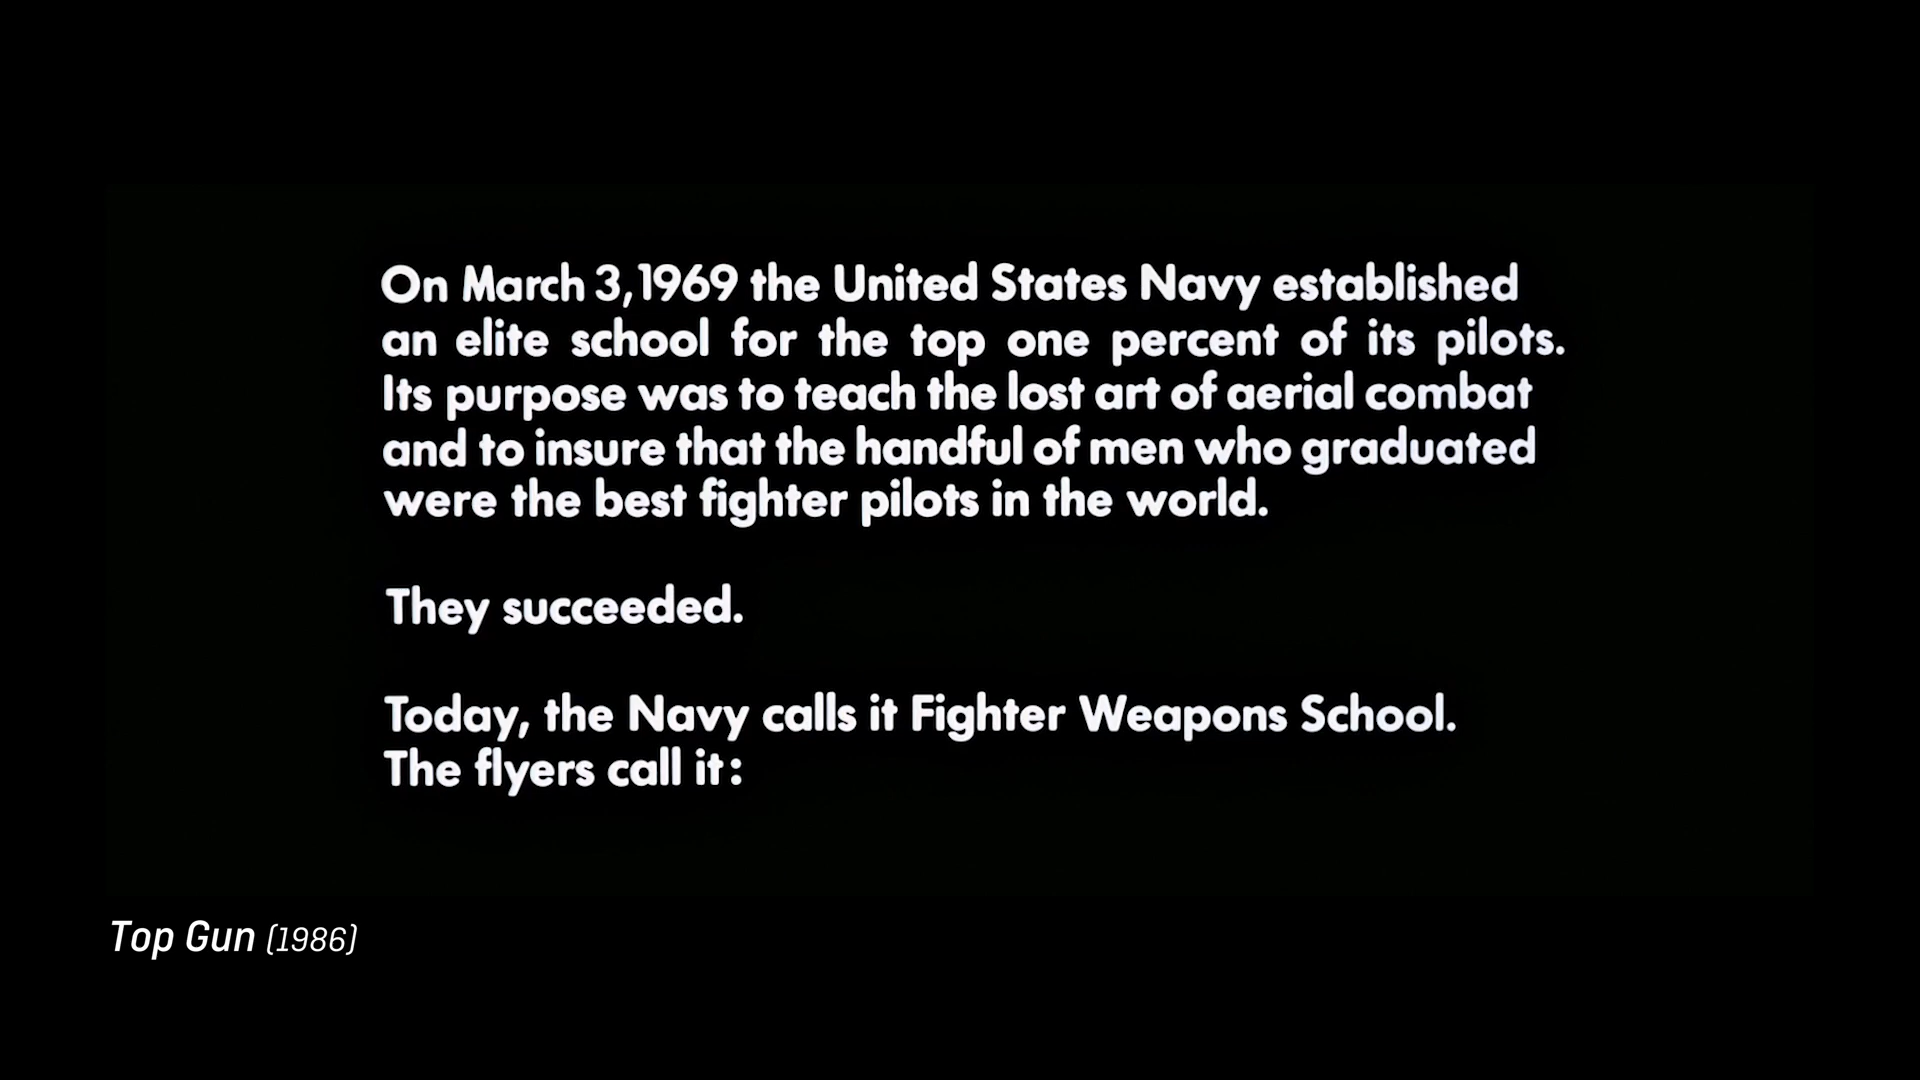 On March 3, 1969 the United States Navy established
an elite school for the top one percent of its pilots.
Its purpose was to teach the lost art of aerial combat
and to insure that the handful of men who graduated
were the best fighter pilots in the world.
They succeeded.
Today, the Navy calls it Fighter Weapons School.
The flyers call it:
Top Gun (1986)